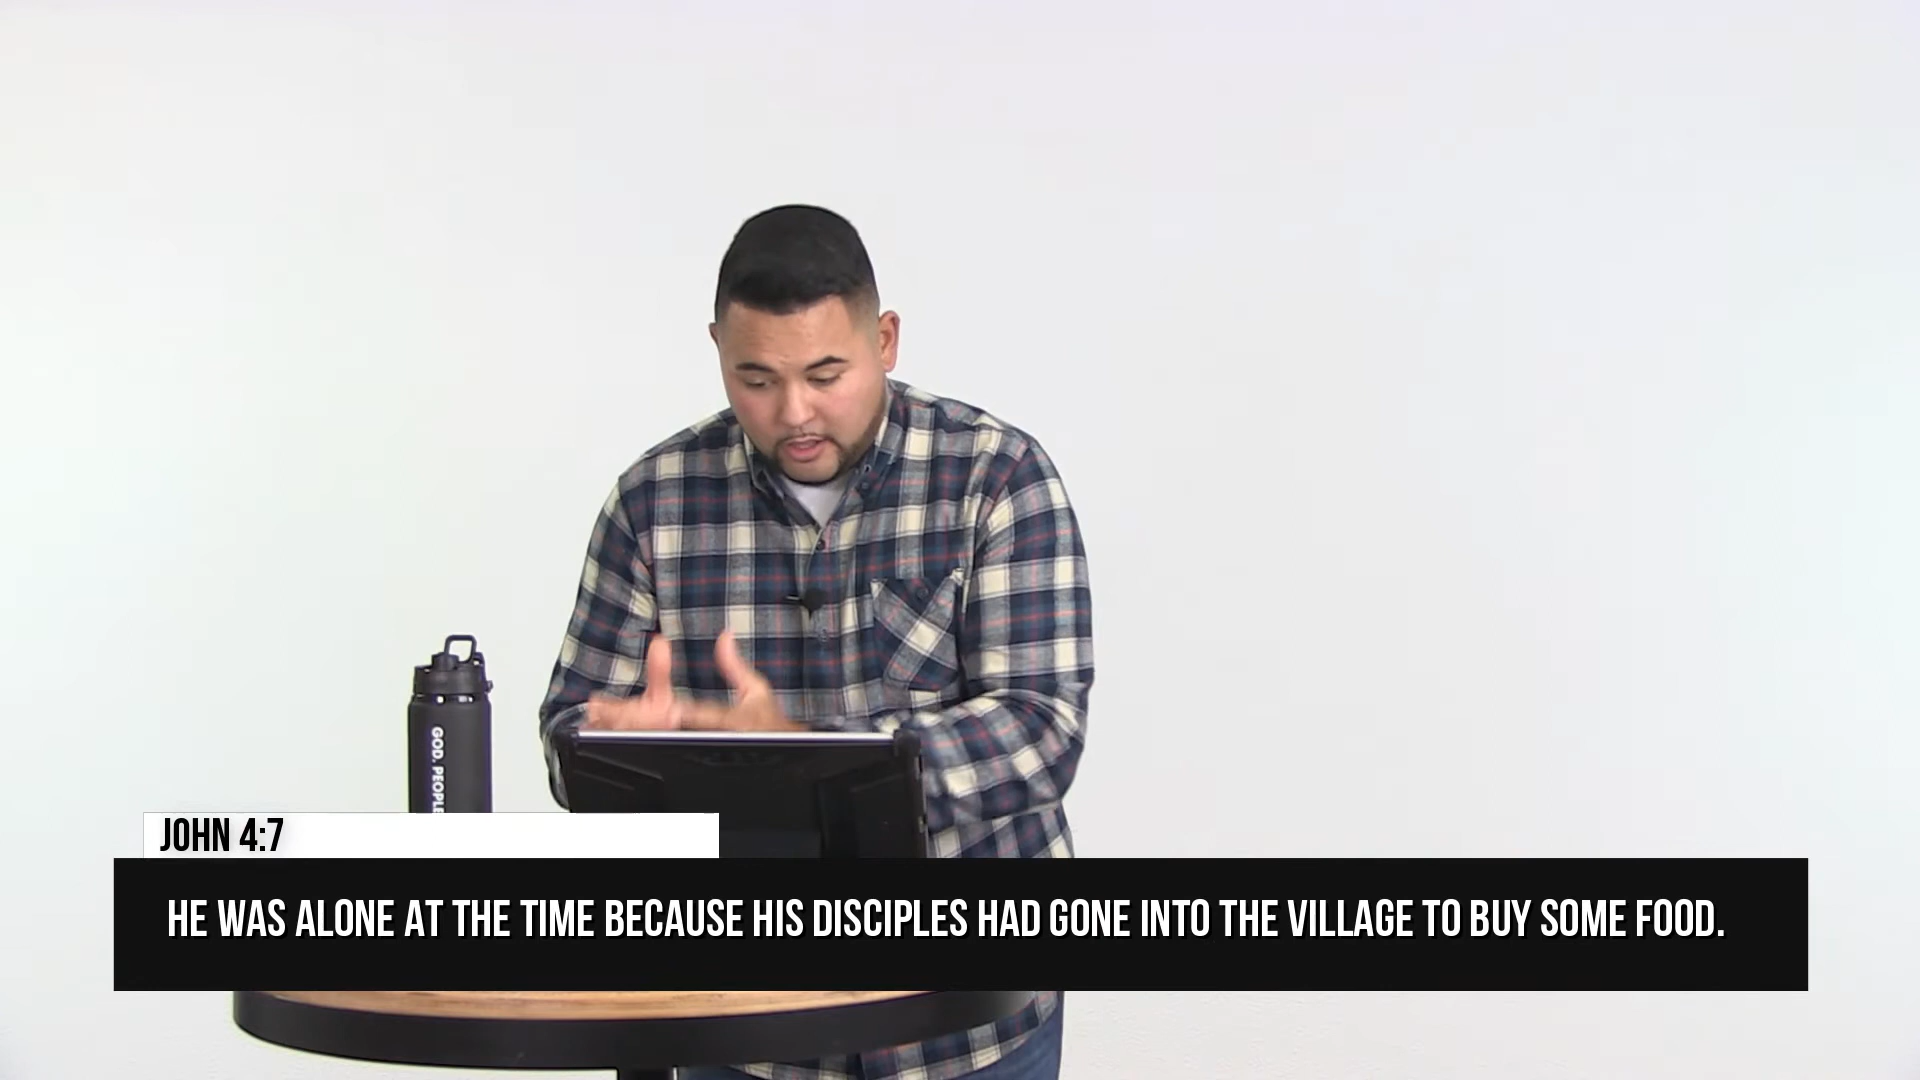 GOD. PEOPLE
JOHN 4:7
HE WAS ALONE AT THE TIME BECAUSE HIS DISCIPLES HAD GONE INTO THE VILLAGE TO BUY SOME FOOD.